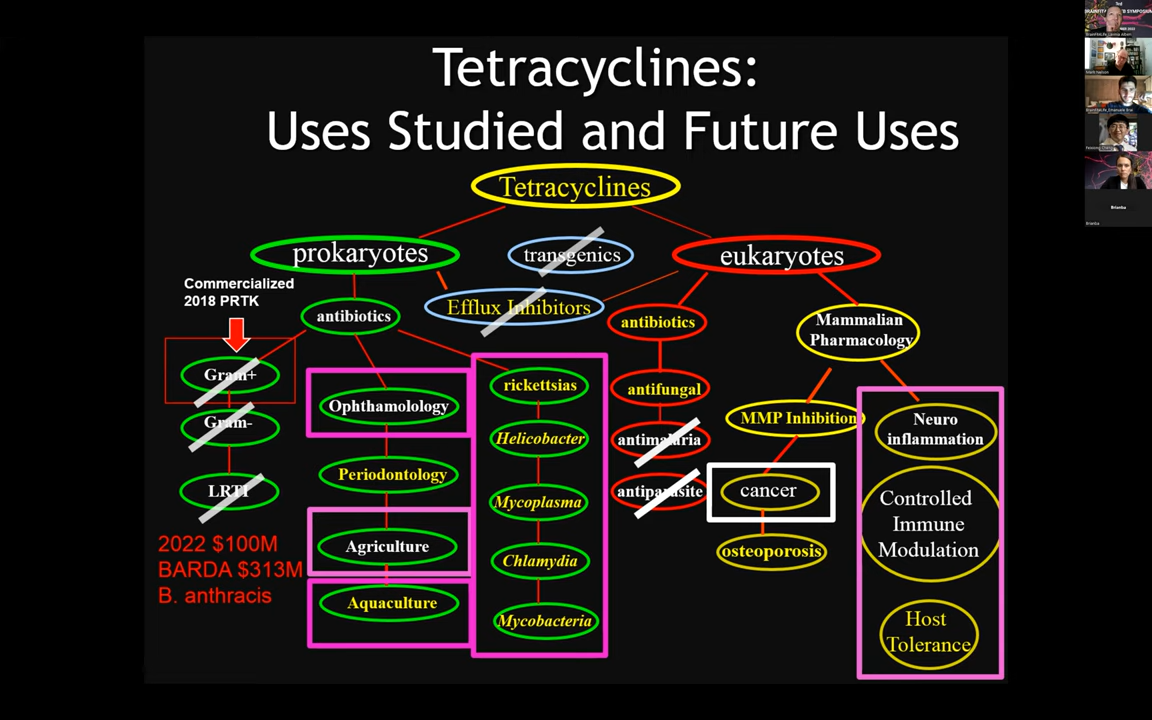 Tetracyclines:
Uses Studied and Future Uses
Tetracyclines
prokaryotes
transgenics
eukaryotes
Commercialized
2018 PRTK
Efflux Inhibitors
antibiotics
antibiotics
Mammalian
Pharmacology
Gram+
Gram-
LRTI
2022 $100M
BARDA $313M
B. anthracis
Ophthamolology
Periodontology
Agriculture
Aquaculture
rickettsias
Helicobacter
Mycoplasma
Chlamydia
Mycobacteria
antifungal
antimalaria
antiparasite
MMP Inhibition
cancer
osteoporosis
Neuro
inflammation
Controlled
Immune
Modulation
Host
Tolerance
Brianba
Brianba